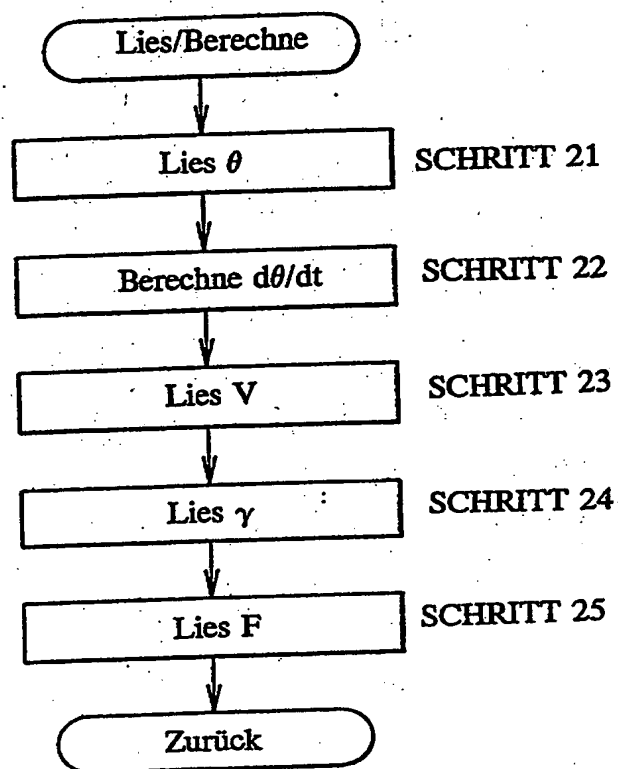 Lies/Berechne
Lies θ SCHRITT 21
Berechne dθ/dt SCHRITT 22
Lies V SCHRITT 23
Lies γ SCHRITT 24
Lies F SCHRITT 25
Zurück